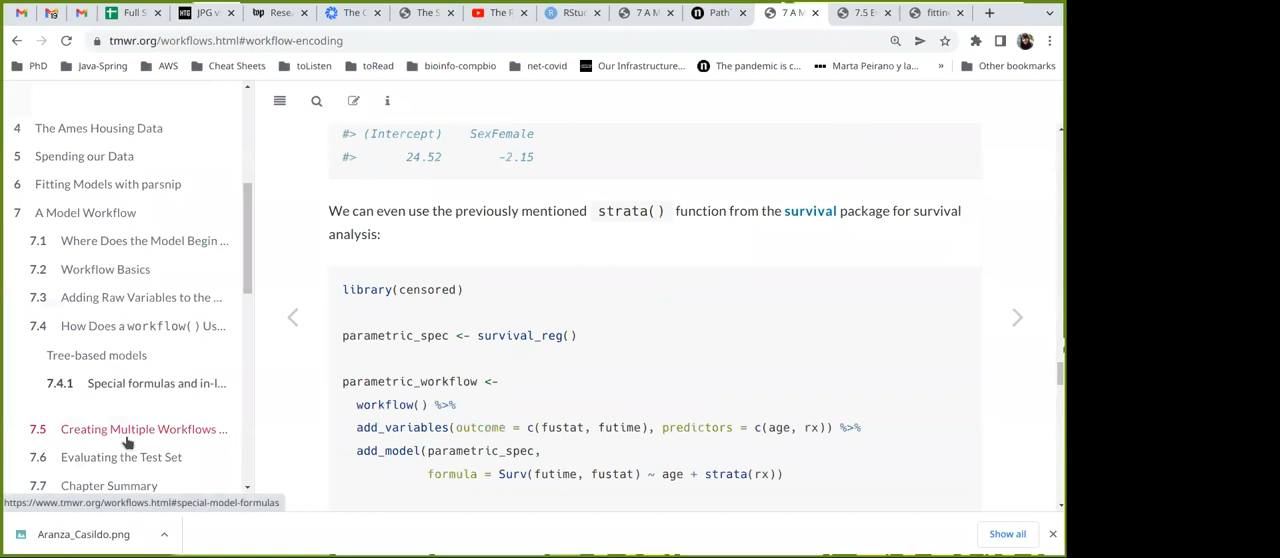 Full S
JPG vs
Rese
The C
The S
The R
RStu
7 A M
Path
7 A M
7.5 E
fittin
tmwr.org/workflows.html#workflow-encoding
PhD
Java-Spring
AWS
Cheat Sheets
toListen
toRead
bioinfo-compbio
net-covid
Our Infrastructure...
The pandemic is c...
Marta Peirano y la...
»
Other bookmarks
4 The Ames Housing Data
5 Spending our Data
6 Fitting Models with parsnip
7 A Model Workflow
7.1 Where Does the Model Begin ...
7.2 Workflow Basics
7.3 Adding Raw Variables to the ...
7.4 How Does a workflow() Us...
Tree-based models
7.4.1 Special formulas and in-l...
7.5 Creating Multiple Workflows ...
7.6 Evaluating the Test Set
7.7 Chapter Summary
https://www.tmwr.org/workflows.html#special-model-formulas
#> (Intercept) SexFemale
#> 24.52 -2.15
We can even use the previously mentioned strata() function from the survival package for survival
analysis:
library(censored)
parametric_spec <- survival_reg()
parametric_workflow <-
workflow() %>%
add_variables(outcome = c(fustat, futime), predictors = c(age, rx)) %>%
add_model(parametric_spec,
formula = Surv(futime, fustat) ~ age + strata(rx))
Aranza_Casildo.png
Show all